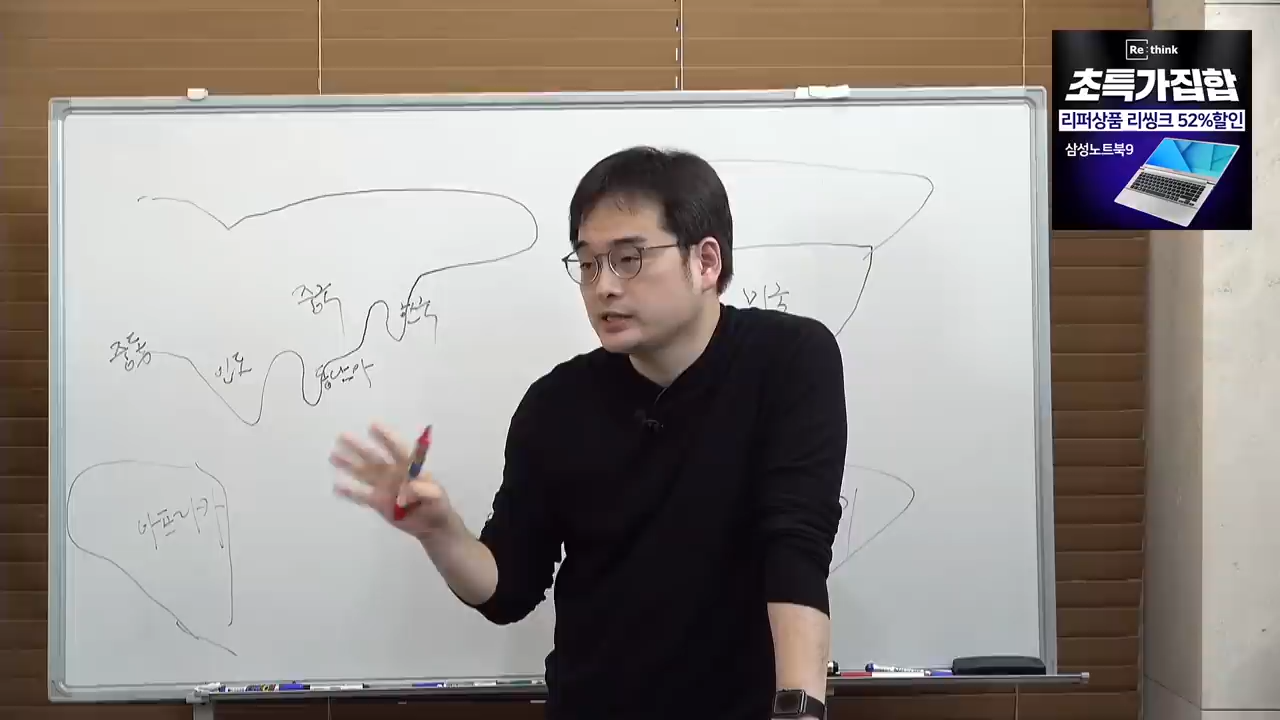 Re:think
초특가집합
리퍼상품 리씽크 52%할인
삼성노트북9
중국
한국
미국
중동
인도
동남아
아프리카